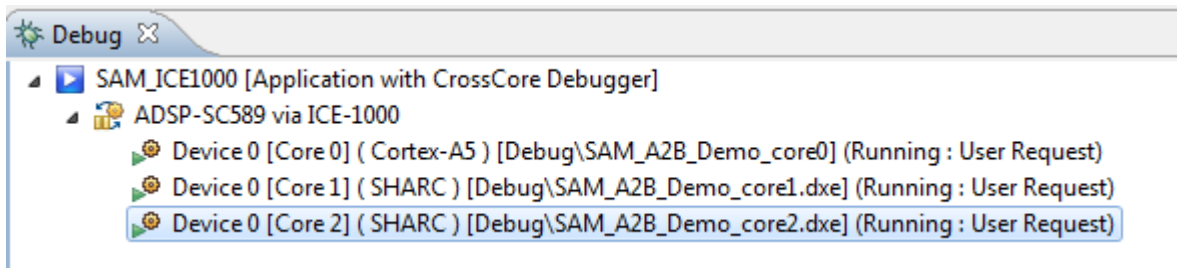 Debug
SAM_ICE1000 [Application with CrossCore Debugger]
ADSP-SC589 via ICE-1000
Device 0 [Core 0] ( Cortex-A5 ) [Debug\SAM_A2B_Demo_core0] (Running : User Request)
Device 0 [Core 1] ( SHARC ) [Debug\SAM_A2B_Demo_core1.dxe] (Running : User Request)
Device 0 [Core 2] ( SHARC ) [Debug\SAM_A2B_Demo_core2.dxe] (Running : User Request)